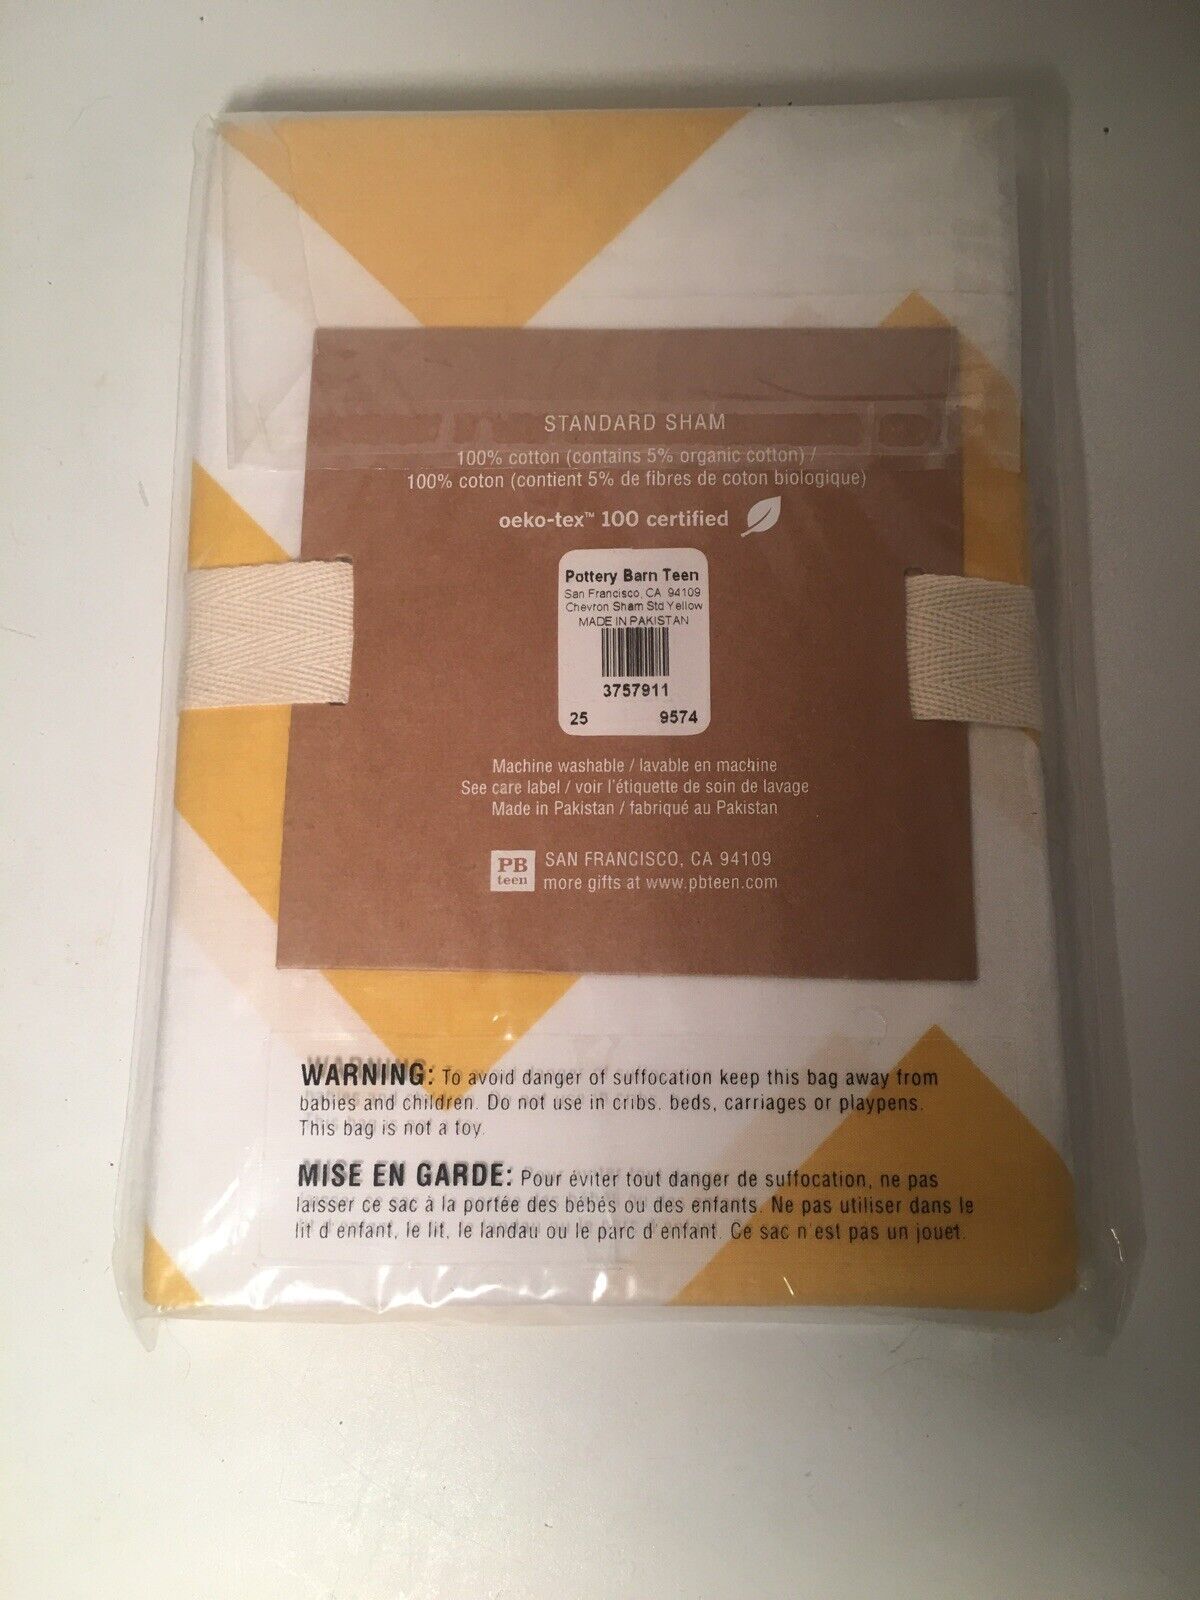 STANDARD SHAM
100% cotton (contains 5% organic cotton) /
100% coton (contient 5% de fibres de coton biologique)
oeko-tex™ 100 certified
Pottery Barn Teen
San Francisco, CA 94109
Chevron Sham Std Yellow
MADE IN PAKISTAN
3757911
25 9574
Machine washable / lavable en machine
See care label / voir l'étiquette de soin de lavage
Made in Pakistan / fabriqué au Pakistan
PB
teen
SAN FRANCISCO, CA 94109
more gifts at www.pbteen.com
WARNING: To avoid danger of suffocation keep this bag away from
babies and children. Do not use in cribs, beds, carriages or playpens.
This bag is not a toy.
MISE EN GARDE: Pour éviter tout danger de suffocation, ne pas
laisser ce sac à la portée des bébés ou des enfants. Ne pas utiliser dans le
lit d'enfant, le lit, le landau ou le parc d'enfant. Ce sac n'est pas un jouet.